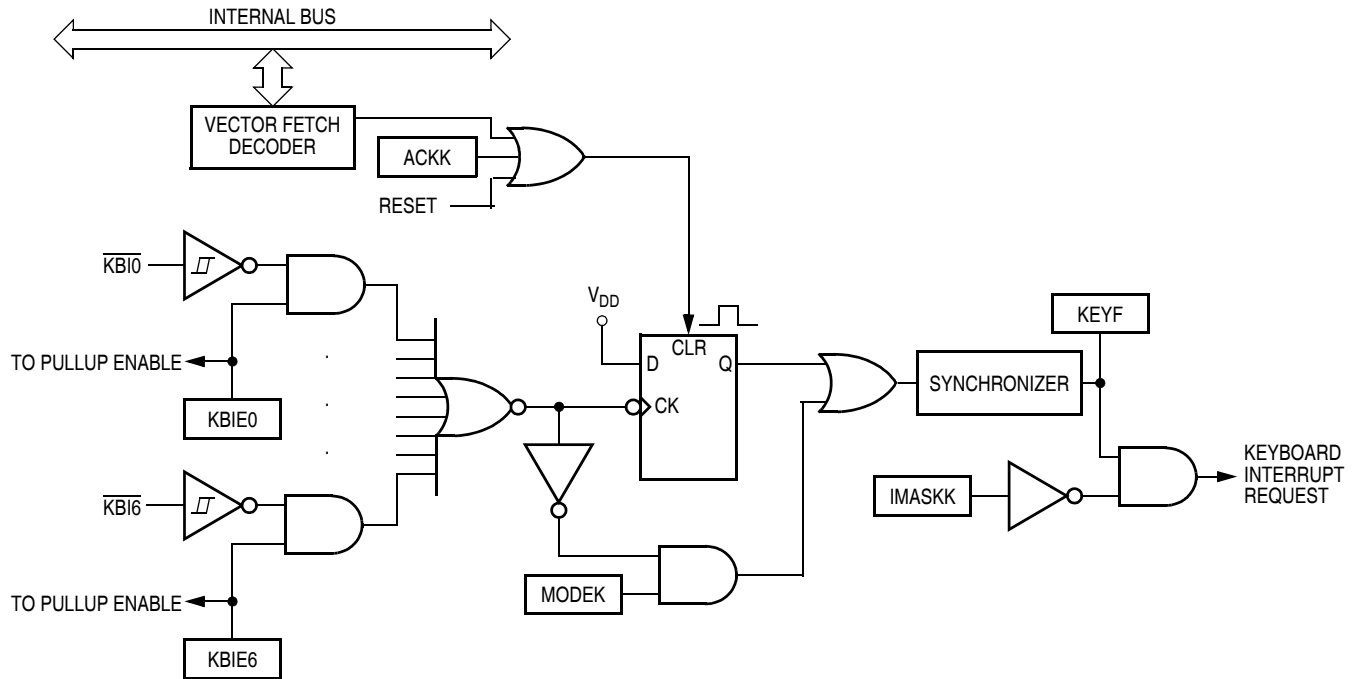 INTERNAL BUS
VECTOR FETCH
DECODER
ACKK
RESET
KBI0
TO PULLUP ENABLE
KBIE0
KBI6
TO PULLUP ENABLE
KBIE6
VDD
CLR
D
Q
CK
MODEK
SYNCHRONIZER
KEYF
IMASKK
KEYBOARD
INTERRUPT
REQUEST